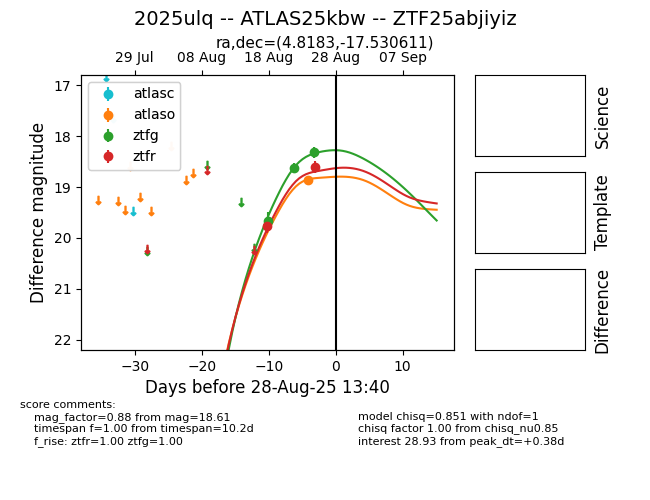 2025ulq -- ATLAS25kbw -- ZTF25abjiyiz
ra,dec=(4.8183,-17.530611)
29 Jul 08 Aug 18 Aug 28 Aug 07 Sep
17
18
19
20
21
22
Difference magnitude
atlasc
atlaso
ztfg
ztfr
−30 −20 −10 0 10
Days before 28-Aug-25 13:40
Science
Template
Difference
score comments:
mag_factor=0.88 from mag=18.61
timespan f=1.00 from timespan=10.2d
f_rise: ztfr=1.00 ztfg=1.00
model chisq=0.851 with ndof=1
chisq factor 1.00 from chisq_nu0.85
interest 28.93 from peak_dt=+0.38d